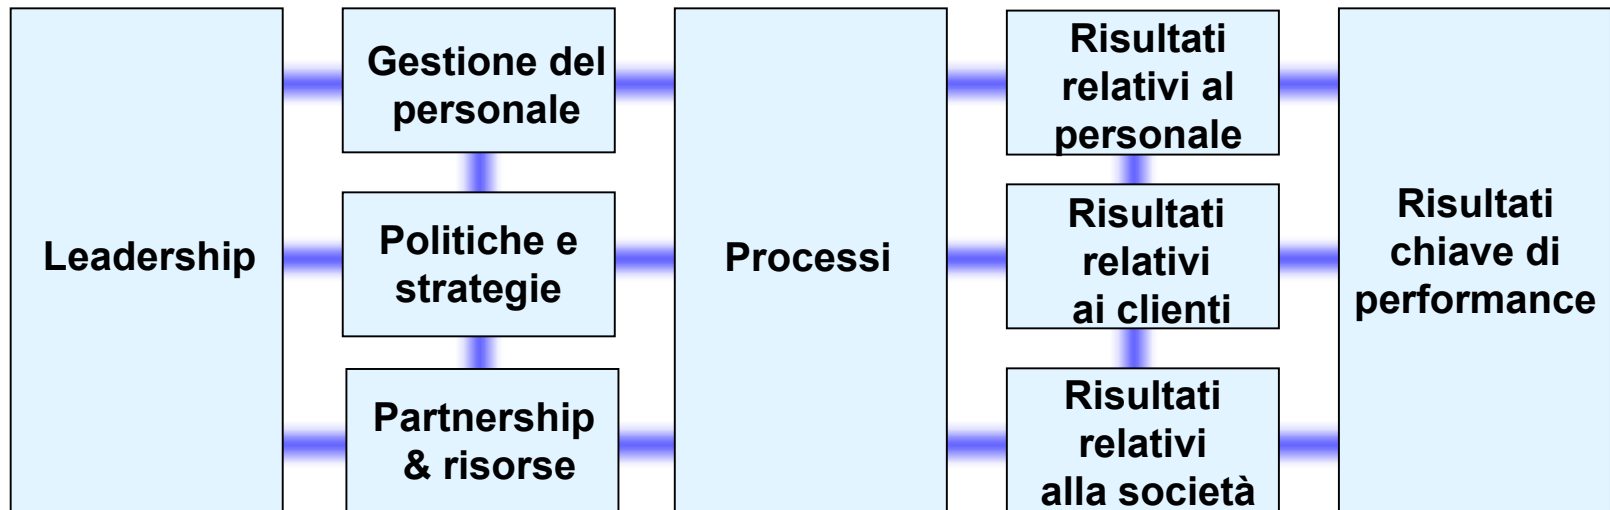 Leadership
Gestione del
personale
Politiche e
strategie
Partnership
& risorse
Processi
Risultati
relativi al
personale
Risultati
relativi
ai clienti
Risultati
relativi
alla società
Risultati
chiave di
performance